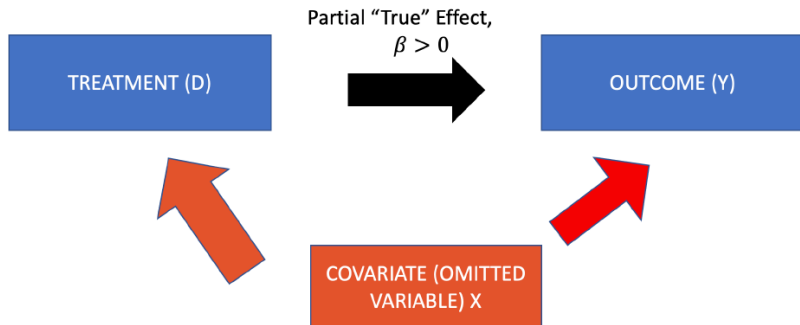 Partial “True” Effect,
β > 0
TREATMENT (D)
OUTCOME (Y)
COVARIATE (OMITTED
VARIABLE) X